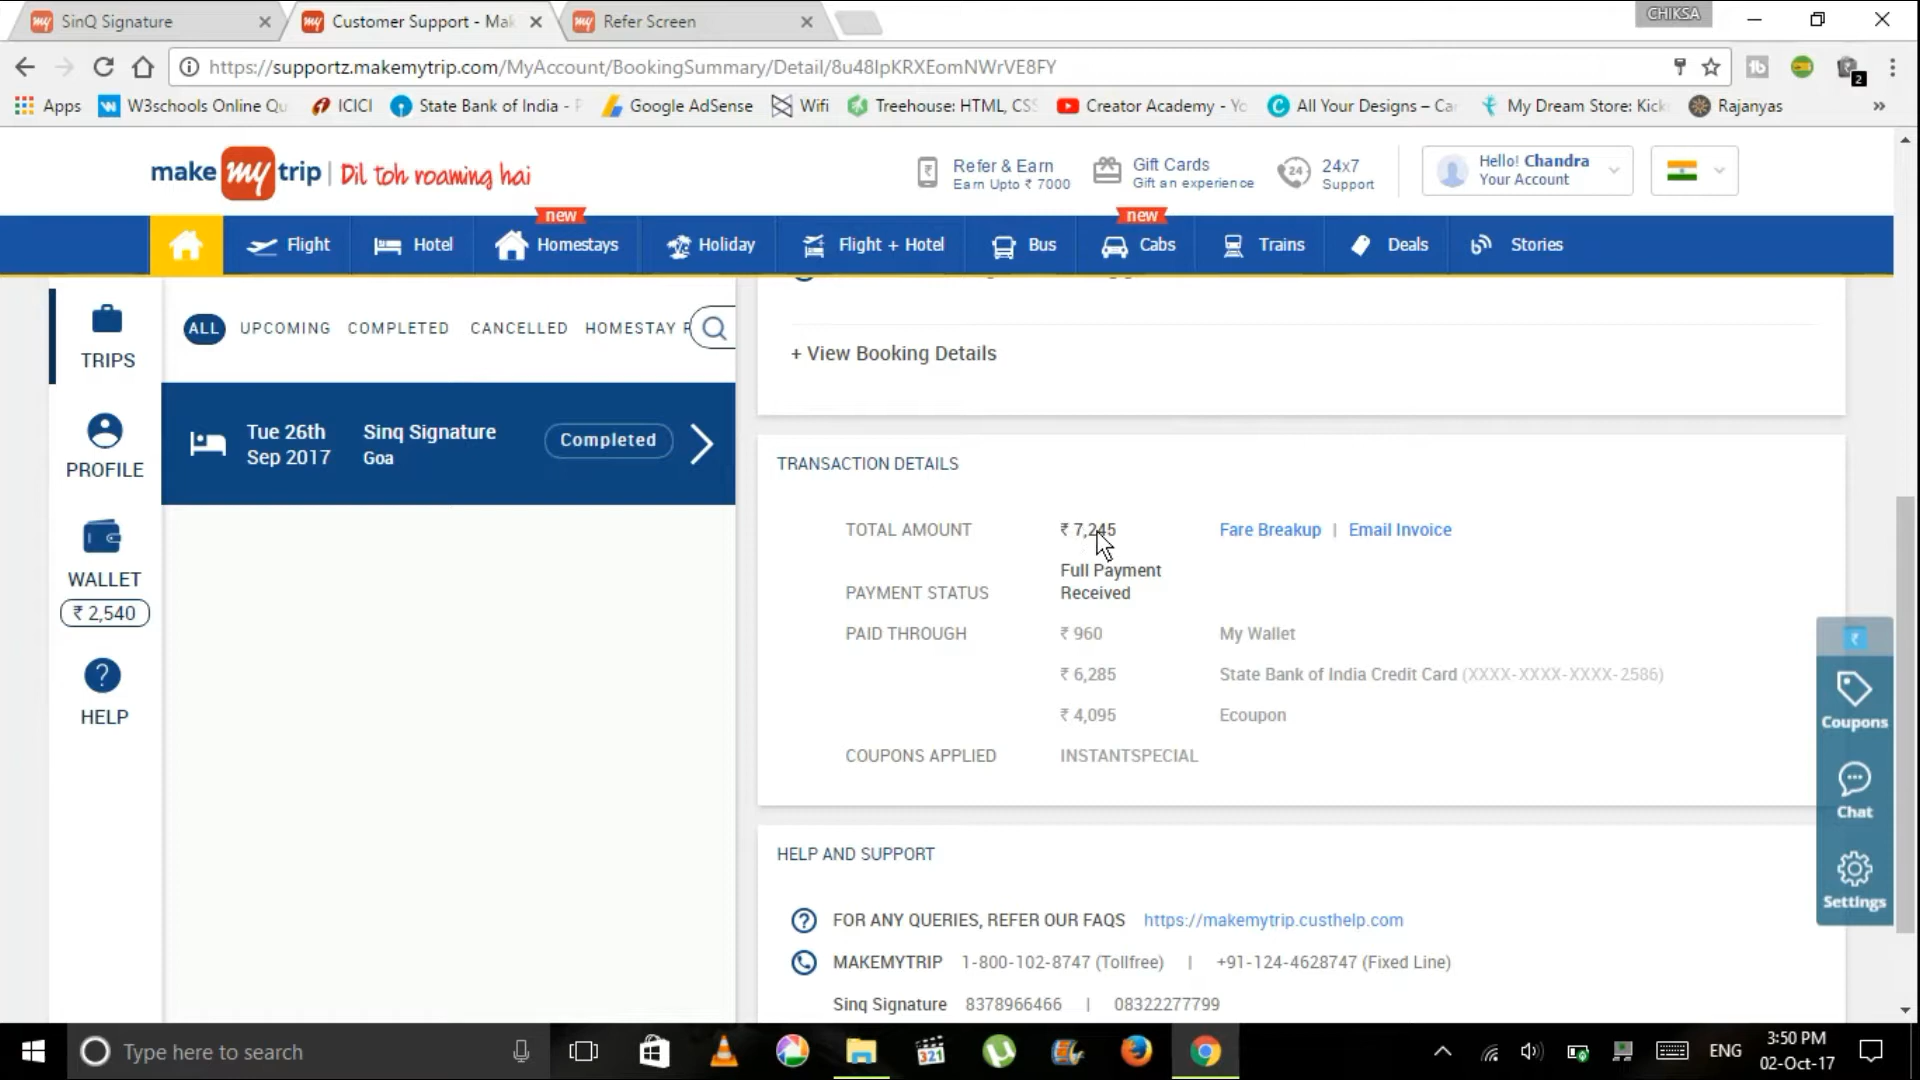 SinQ Signature
Customer Support - Mak
Refer Screen
CHIKSA
https://supportz.makemytrip.com/MyAccount/BookingSummary/Detail/8u48IpKRXEomNWrVE8FY
2
Apps
W3schools Online Qu
ICICI
State Bank of India - P
Google AdSense
Wifi
Treehouse: HTML, CSS
Creator Academy - Yo
All Your Designs – Car
My Dream Store: Kick
Rajanyas
»
make my trip | Dil toh roaming hai
Refer & Earn
Earn Upto ₹ 7000
Gift Cards
Gift an experience
24
24x7
Support
Hello! Chandra
Your Account
new
new
Flight
Hotel
Homestays
Holiday
Flight + Hotel
Bus
Cabs
Trains
Deals
Stories
TRIPS
PROFILE
WALLET
₹ 2,540
HELP
ALL UPCOMING COMPLETED CANCELLED HOMESTAY
Tue 26th
Sep 2017
Sinq Signature
Goa
Completed
+ View Booking Details
TRANSACTION DETAILS
TOTAL AMOUNT ₹ 7,245 Fare Breakup | Email Invoice
PAYMENT STATUS Full Payment
Received
PAID THROUGH ₹ 960 My Wallet
₹ 6,285 State Bank of India Credit Card (XXXX-XXXX-XXXX-2586)
₹ 4,095 Ecoupon
COUPONS APPLIED INSTANTSPECIAL
HELP AND SUPPORT
FOR ANY QUERIES, REFER OUR FAQS https://makemytrip.custhelp.com
MAKEMYTRIP 1-800-102-8747 (Tollfree) | +91-124-4628747 (Fixed Line)
Sinq Signature 8378966466 | 08322277799
₹
Coupons
Chat
Settings
Type here to search
321
ENG
3:50 PM
02-Oct-17